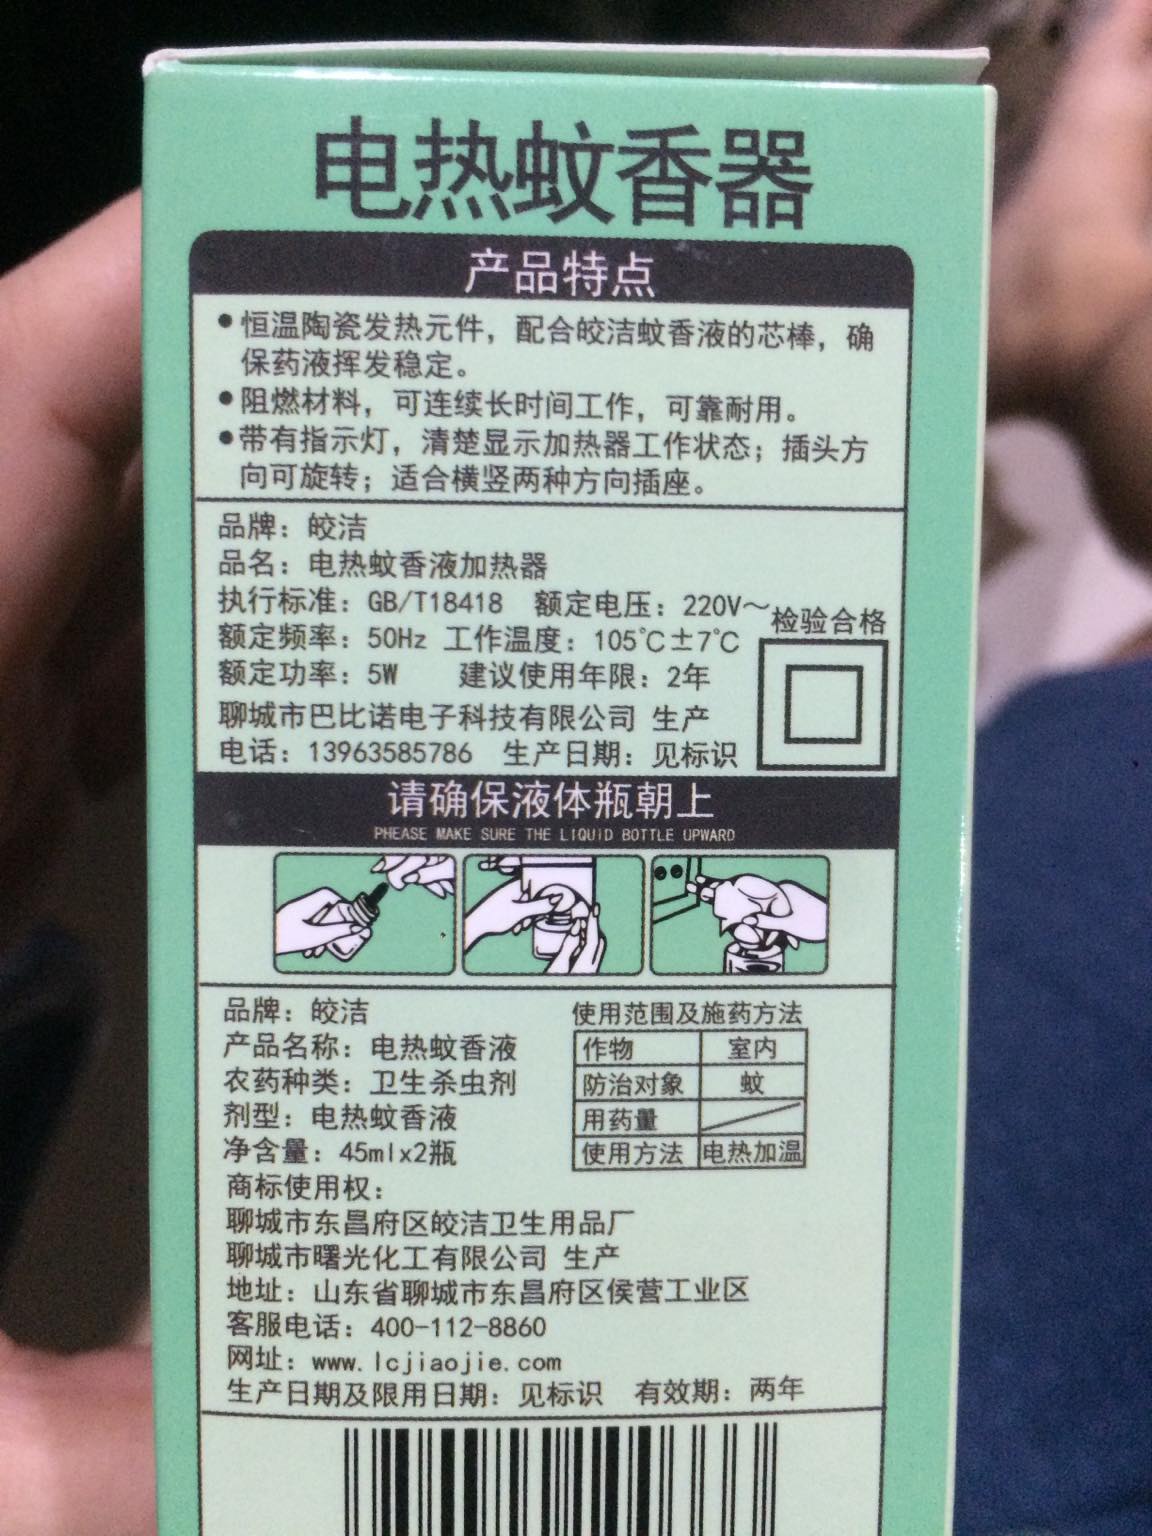 电热蚊香器
产品特点
●恒温陶瓷发热元件，配合皎洁蚊香液的芯棒，确
保药液挥发稳定。
●阻燃材料，可连续长时间工作，可靠耐用。
●带有指示灯，清楚显示加热器工作状态；插头方
向可旋转；适合横竖两种方向插座。
品牌：皎洁
品名：电热蚊香液加热器
执行标准：GB/T18418 额定电压：220V～
检验合格
额定频率：50Hz 工作温度：105℃±7℃
额定功率：5W 建议使用年限：2年
聊城市巴比诺电子科技有限公司 生产
电话：13963585786 生产日期：见标识
请确保液体瓶朝上
PHEASE MAKE SURE THE LIQUID BOTTLE UPWARD
品牌：皎洁
产品名称：电热蚊香液
农药种类：卫生杀虫剂
剂型：电热蚊香液
净含量：45mlx2瓶
使用范围及施药方法
作物 室内
防治对象 蚊
用药量
使用方法 电热加温
商标使用权：
聊城市东昌府区皎洁卫生用品厂
聊城市曙光化工有限公司 生产
地址：山东省聊城市东昌府区侯营工业区
客服电话：400-112-8860
网址：www.lcjiaojie.com
生产日期及限用日期：见标识 有效期：两年